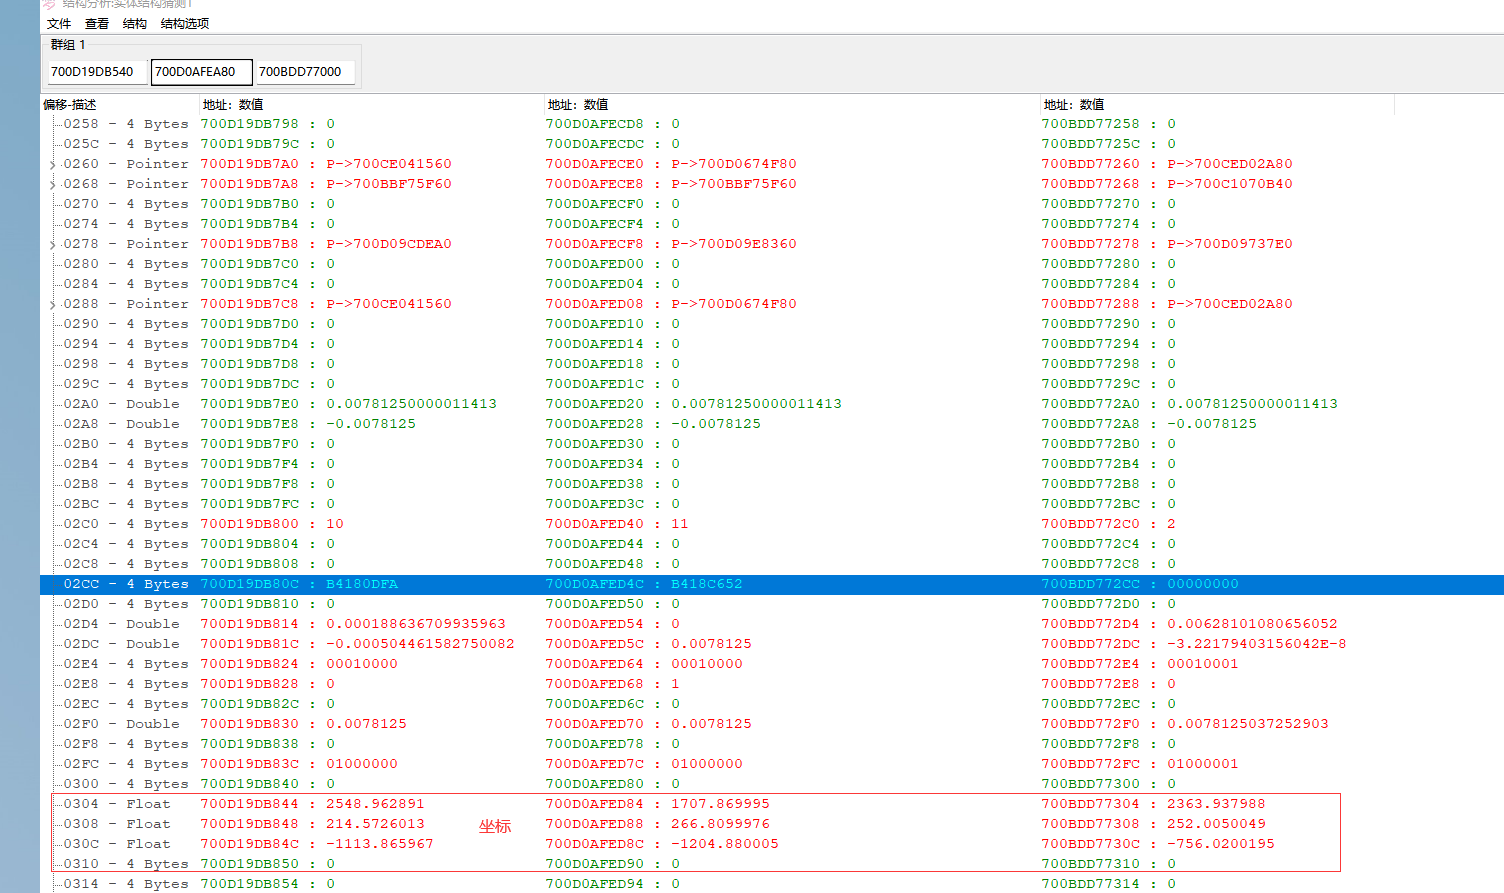 结构分析:实体结构猜测1
文件 查看 结构 结构选项
群组 1
700D19DB540 700D0AFEA80 700BDD77000
偏移-描述 地址: 数值 地址: 数值 地址: 数值
0258 - 4 Bytes 700D19DB798 : 0 700D0AFECD8 : 0 700BDD77258 : 0
025C - 4 Bytes 700D19DB79C : 0 700D0AFECDC : 0 700BDD7725C : 0
0260 - Pointer 700D19DB7A0 : P->700CE041560 700D0AFECE0 : P->700D0674F80 700BDD77260 : P->700CED02A80
0268 - Pointer 700D19DB7A8 : P->700BBF75F60 700D0AFECE8 : P->700BBF75F60 700BDD77268 : P->700C1070B40
0270 - 4 Bytes 700D19DB7B0 : 0 700D0AFECF0 : 0 700BDD77270 : 0
0274 - 4 Bytes 700D19DB7B4 : 0 700D0AFECF4 : 0 700BDD77274 : 0
0278 - Pointer 700D19DB7B8 : P->700D09CDEA0 700D0AFECF8 : P->700D09E8360 700BDD77278 : P->700D09737E0
0280 - 4 Bytes 700D19DB7C0 : 0 700D0AFED00 : 0 700BDD77280 : 0
0284 - 4 Bytes 700D19DB7C4 : 0 700D0AFED04 : 0 700BDD77284 : 0
0288 - Pointer 700D19DB7C8 : P->700CE041560 700D0AFED08 : P->700D0674F80 700BDD77288 : P->700CED02A80
0290 - 4 Bytes 700D19DB7D0 : 0 700D0AFED10 : 0 700BDD77290 : 0
0294 - 4 Bytes 700D19DB7D4 : 0 700D0AFED14 : 0 700BDD77294 : 0
0298 - 4 Bytes 700D19DB7D8 : 0 700D0AFED18 : 0 700BDD77298 : 0
029C - 4 Bytes 700D19DB7DC : 0 700D0AFED1C : 0 700BDD7729C : 0
02A0 - Double 700D19DB7E0 : 0.00781250000011413 700D0AFED20 : 0.00781250000011413 700BDD772A0 : 0.00781250000011413
02A8 - Double 700D19DB7E8 : -0.0078125 700D0AFED28 : -0.0078125 700BDD772A8 : -0.0078125
02B0 - 4 Bytes 700D19DB7F0 : 0 700D0AFED30 : 0 700BDD772B0 : 0
02B4 - 4 Bytes 700D19DB7F4 : 0 700D0AFED34 : 0 700BDD772B4 : 0
02B8 - 4 Bytes 700D19DB7F8 : 0 700D0AFED38 : 0 700BDD772B8 : 0
02BC - 4 Bytes 700D19DB7FC : 0 700D0AFED3C : 0 700BDD772BC : 0
02C0 - 4 Bytes 700D19DB800 : 10 700D0AFED40 : 11 700BDD772C0 : 2
02C4 - 4 Bytes 700D19DB804 : 0 700D0AFED44 : 0 700BDD772C4 : 0
02C8 - 4 Bytes 700D19DB808 : 0 700D0AFED48 : 0 700BDD772C8 : 0
02CC - 4 Bytes 700D19DB80C : B4180DFA 700D0AFED4C : B418C652 700BDD772CC : 00000000
02D0 - 4 Bytes 700D19DB810 : 0 700D0AFED50 : 0 700BDD772D0 : 0
02D4 - Double 700D19DB814 : 0.000188636709935963 700D0AFED54 : 0 700BDD772D4 : 0.00628101080656052
02DC - Double 700D19DB81C : -0.000504461582750082 700D0AFED5C : 0.0078125 700BDD772DC : -3.22179403156042E-8
02E4 - 4 Bytes 700D19DB824 : 00010000 700D0AFED64 : 00010000 700BDD772E4 : 00010001
02E8 - 4 Bytes 700D19DB828 : 0 700D0AFED68 : 1 700BDD772E8 : 0
02EC - 4 Bytes 700D19DB82C : 0 700D0AFED6C : 0 700BDD772EC : 0
02F0 - Double 700D19DB830 : 0.0078125 700D0AFED70 : 0.0078125 700BDD772F0 : 0.0078125037252903
02F8 - 4 Bytes 700D19DB838 : 0 700D0AFED78 : 0 700BDD772F8 : 0
02FC - 4 Bytes 700D19DB83C : 01000000 700D0AFED7C : 01000000 700BDD772FC : 01000001
0300 - 4 Bytes 700D19DB840 : 0 700D0AFED80 : 0 700BDD77300 : 0
0304 - Float 700D19DB844 : 2548.962891 700D0AFED84 : 1707.869995 700BDD77304 : 2363.937988
0308 - Float 700D19DB848 : 214.5726013 坐标 700D0AFED88 : 266.8099976 700BDD77308 : 252.0050049
030C - Float 700D19DB84C : -1113.865967 700D0AFED8C : -1204.880005 700BDD7730C : -756.0200195
0310 - 4 Bytes 700D19DB850 : 0 700D0AFED90 : 0 700BDD77310 : 0
0314 - 4 Bytes 700D19DB854 : 0 700D0AFED94 : 0 700BDD77314 : 0